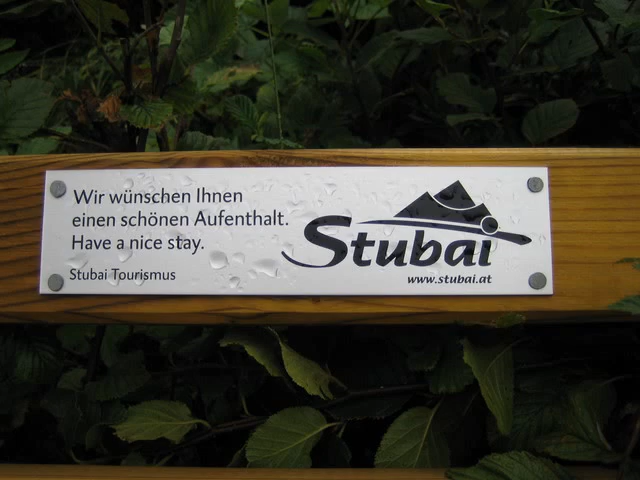 Wir wünschen Ihnen
einen schönen Aufenthalt.
Have a nice stay.
Stubai Tourismus
Stubai
www.stubai.at